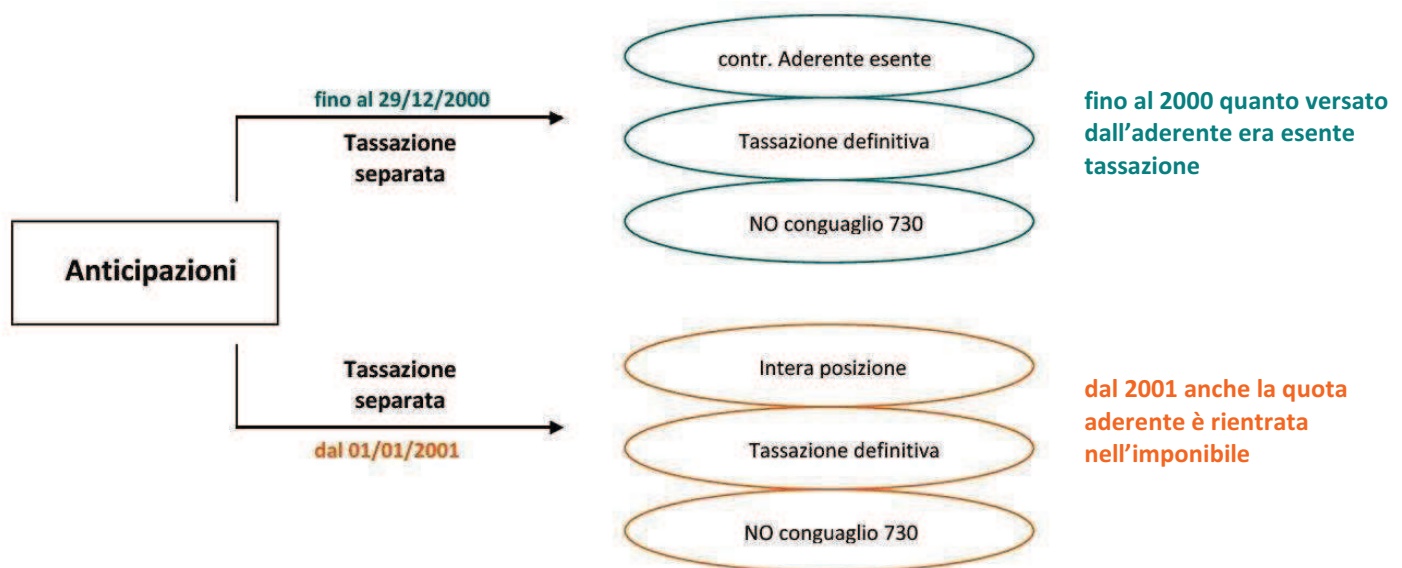 contr. Aderente esente
fino al 29/12/2000
Tassazione
separata
Tassazione definitiva
NO conguaglio 730
fino al 2000 quanto versato
dall’aderente era esente
tassazione
Anticipazioni
Tassazione
separata
dal 01/01/2001
Intera posizione
Tassazione definitiva
NO conguaglio 730
dal 2001 anche la quota
aderente è rientrata
nell’imponibile